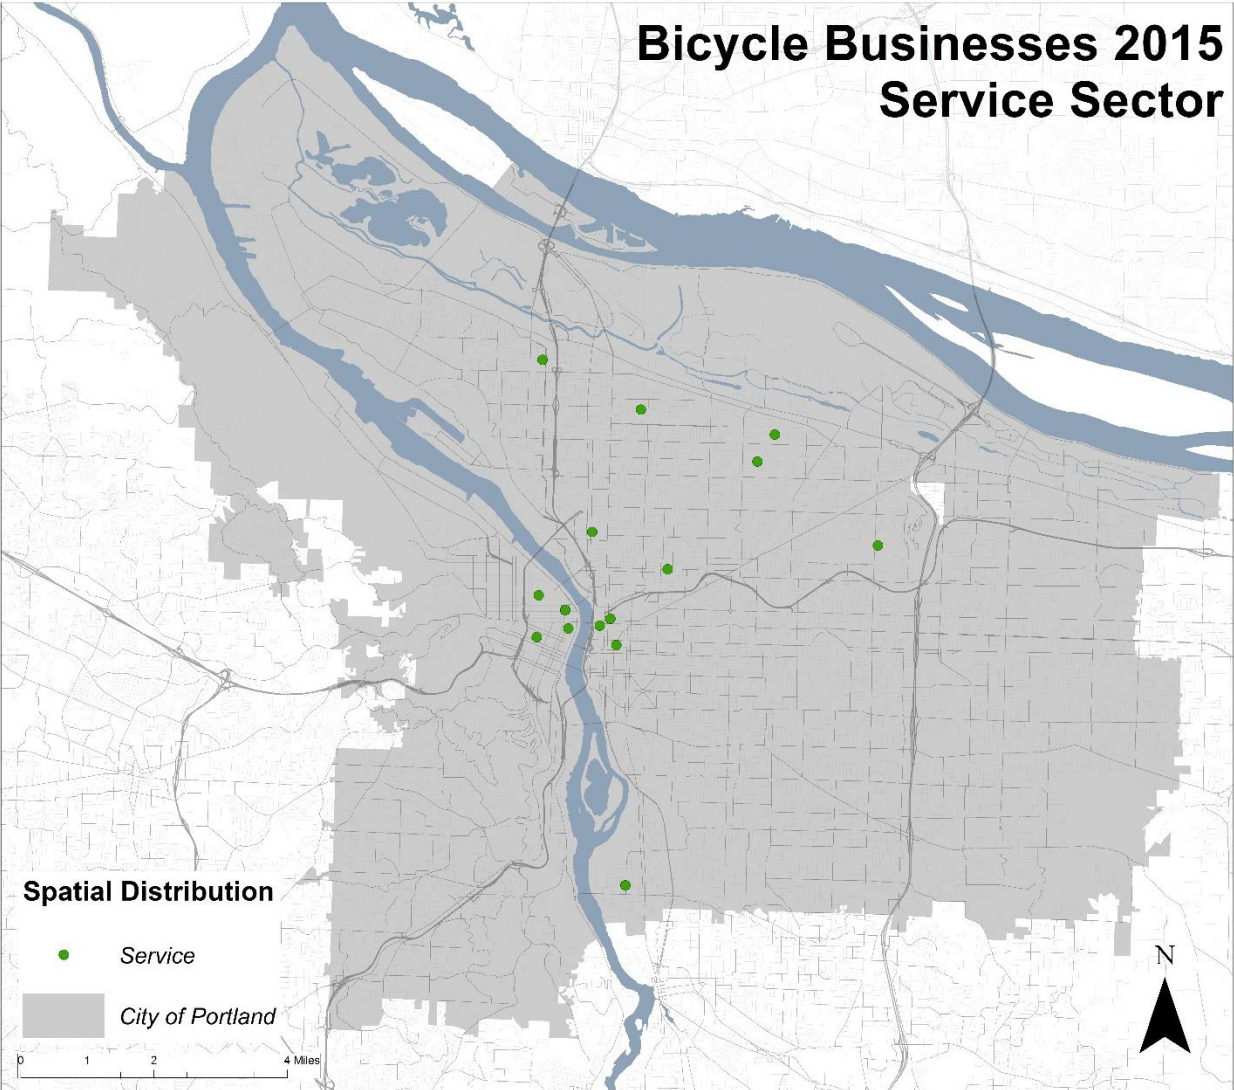 Bicycle Businesses 2015
Service Sector
Spatial Distribution
Service
City of Portland
0 1 2 4 Miles
N